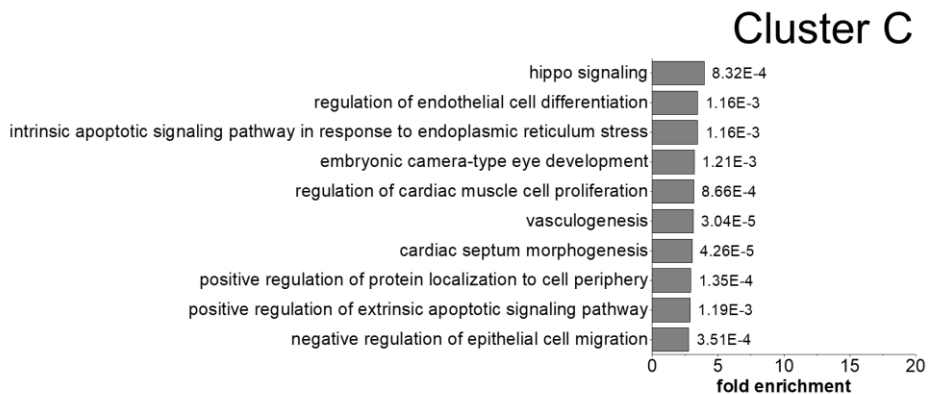 Cluster C
hippo signaling 8.32E-4
regulation of endothelial cell differentiation 1.16E-3
intrinsic apoptotic signaling pathway in response to endoplasmic reticulum stress 1.16E-3
embryonic camera-type eye development 1.21E-3
regulation of cardiac muscle cell proliferation 8.66E-4
vasculogenesis 3.04E-5
cardiac septum morphogenesis 4.26E-5
positive regulation of protein localization to cell periphery 1.35E-4
positive regulation of extrinsic apoptotic signaling pathway 1.19E-3
negative regulation of epithelial cell migration 3.51E-4
0 5 10 15 20
fold enrichment